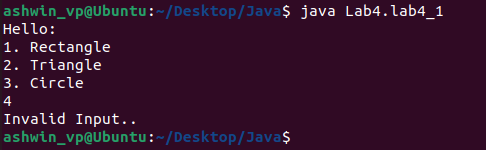 ashwin_vp@Ubuntu:~/Desktop/Java$ java Lab4.lab4_1
Hello:
1. Rectangle
2. Triangle
3. Circle
4
Invalid Input..
ashwin_vp@Ubuntu:~/Desktop/Java$